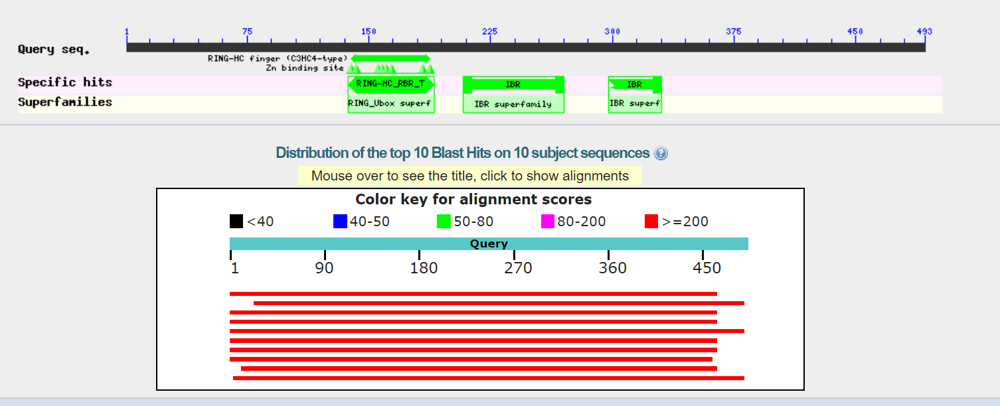 1 75 150 225 300 375 450 493
Query seq.
RING-HC finger (C3HC4-type)
Zn binding site
Specific hits RING-HC_RBR_T IBR IBR
Superfamilies RING_Ubox superf IBR superfamily IBR superf
Distribution of the top 10 Blast Hits on 10 subject sequences ?
Mouse over to see the title, click to show alignments
Color key for alignment scores
<40 40-50 50-80 80-200 >=200
Query
1 90 180 270 360 450